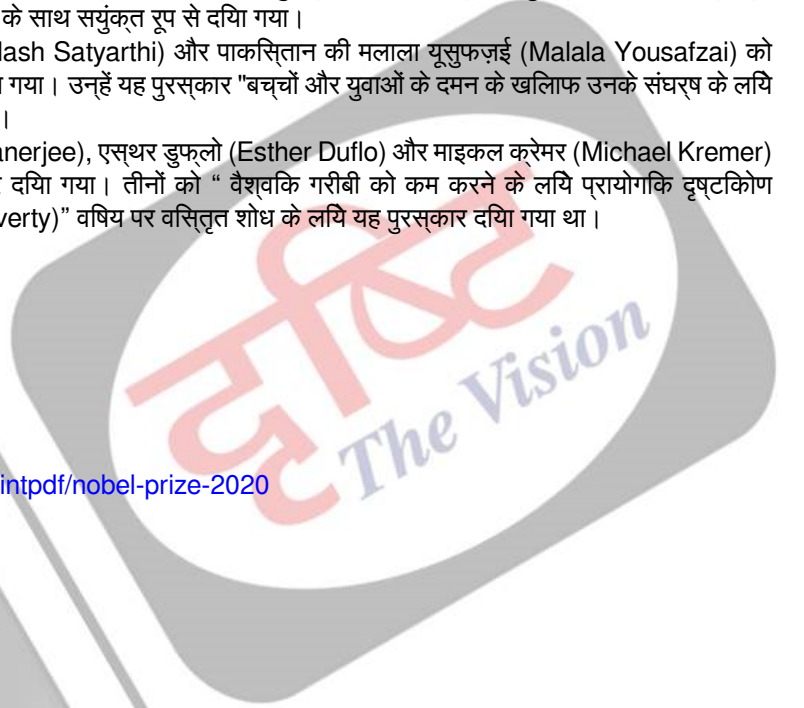 के साथ सयुंक्त रूप से दिया गया।
lash Satyarthi) और पाकिस्तान की मलाला यूसुफज़ई (Malala Yousafzai) को
गया। उन्हें यह पुरस्कार "बच्चों और युवाओं के दमन के खिलाफ उनके संघर्ष के लिये
।
anerjee), एस्थर डुफ्लो (Esther Duflo) और माइकल क्रेमर (Michael Kremer)
दिया गया। तीनों को “ वैश्विक गरीबी को कम करने के लिये प्रायोगिक दृष्टिकोण
verty)” विषय पर विस्तृत शोध के लिये यह पुरस्कार दिया गया था।
दृष्टि
The Vision
intpdf/nobel-prize-2020